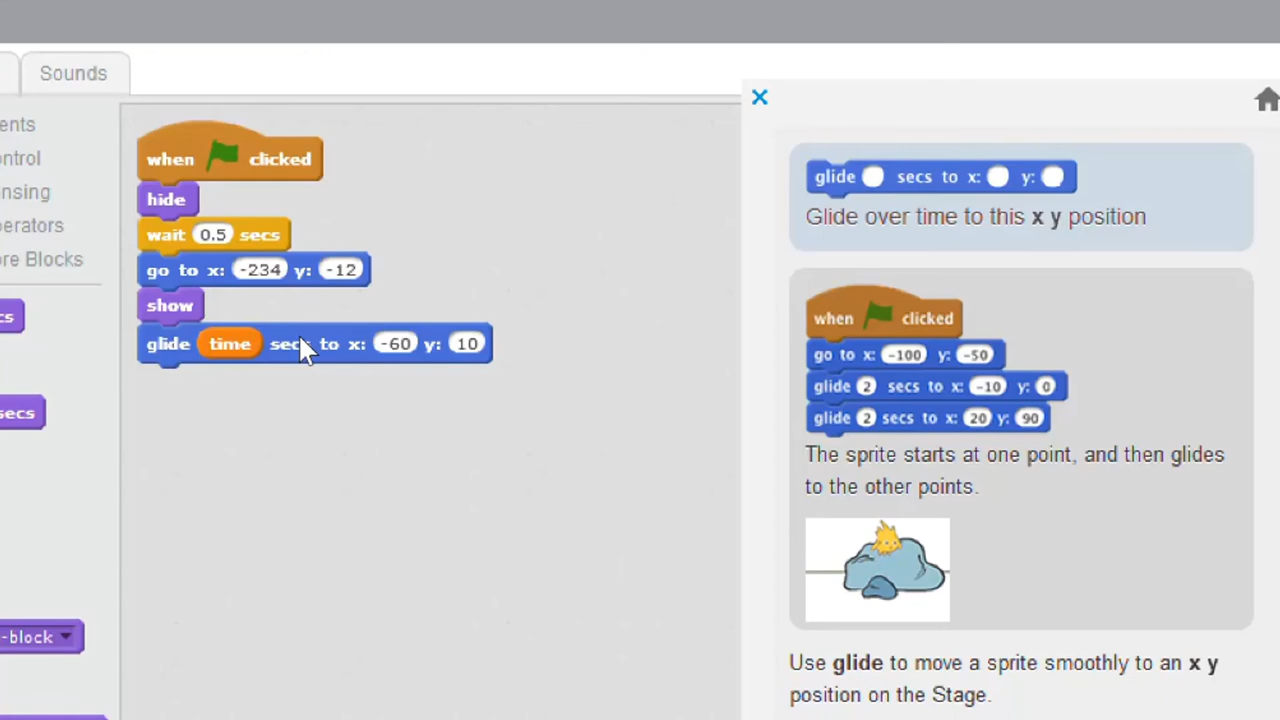 Sounds
ents
ontrol
nsing
perators
re Blocks
cs
secs
-block
when clicked
hide
wait 0.5 secs
go to x: -234 y: -12
show
glide time secs to x: -60 y: 10
glide secs to x: y:
Glide over time to this x y position
when clicked
go to x: -100 y: -50
glide 2 secs to x: -10 y: 0
glide 2 secs to x: 20 y: 90
The sprite starts at one point, and then glides
to the other points.
Use glide to move a sprite smoothly to an x y
position on the Stage.